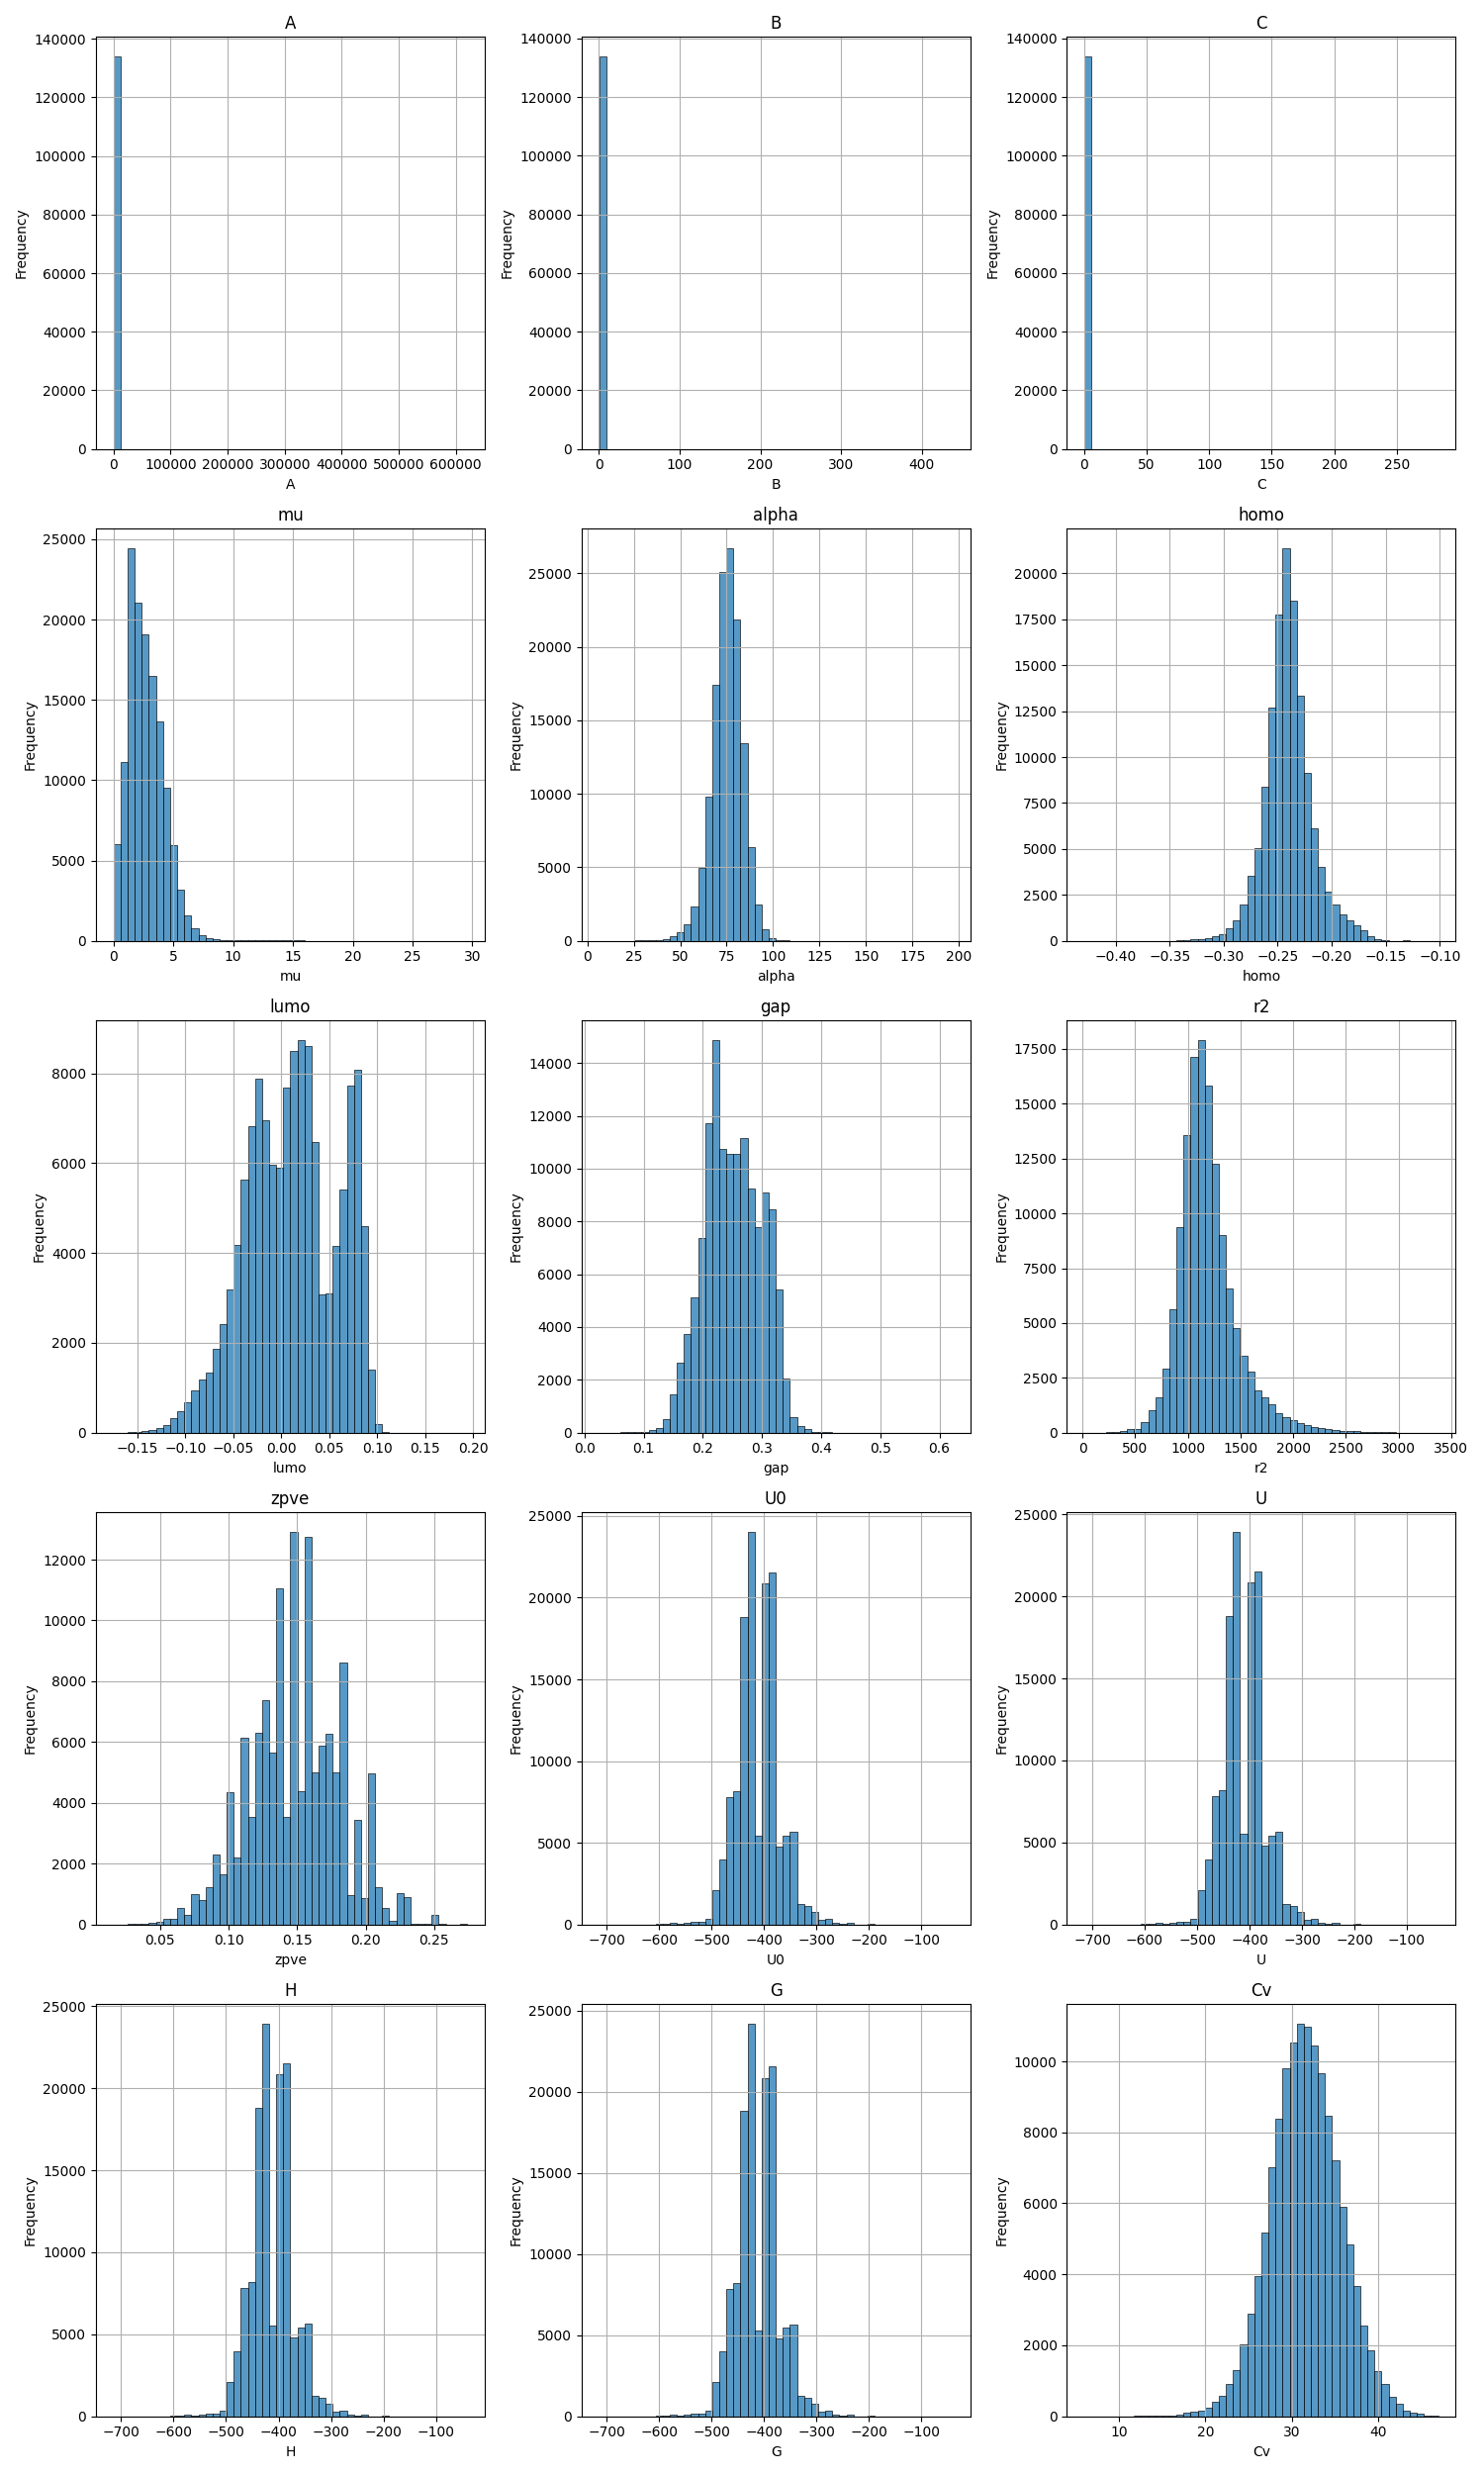 A
B
C
140000
120000
100000
80000
60000
40000
20000
0
Frequency
0 100000 200000 300000 400000 500000 600000
A
140000
120000
100000
80000
60000
40000
20000
0
Frequency
0 100 200 300 400
B
140000
120000
100000
80000
60000
40000
20000
0
Frequency
0 50 100 150 200 250
C
mu
alpha
homo
25000
20000
15000
10000
5000
0
Frequency
0 5 10 15 20 25 30
mu
25000
20000
15000
10000
5000
0
Frequency
0 25 50 75 100 125 150 175 200
alpha
20000
17500
15000
12500
10000
7500
5000
2500
0
Frequency
−0.40 −0.35 −0.30 −0.25 −0.20 −0.15 −0.10
homo
lumo
gap
r2
8000
6000
4000
2000
0
Frequency
−0.15 −0.10 −0.05 0.00 0.05 0.10 0.15 0.20
lumo
14000
12000
10000
8000
6000
4000
2000
0
Frequency
0.0 0.1 0.2 0.3 0.4 0.5 0.6
gap
17500
15000
12500
10000
7500
5000
2500
0
Frequency
0 500 1000 1500 2000 2500 3000 3500
r2
zpve
U0
U
12000
10000
8000
6000
4000
2000
0
Frequency
0.05 0.10 0.15 0.20 0.25
zpve
25000
20000
15000
10000
5000
0
Frequency
−700 −600 −500 −400 −300 −200 −100
U0
25000
20000
15000
10000
5000
0
Frequency
−700 −600 −500 −400 −300 −200 −100
U
H
G
Cv
25000
20000
15000
10000
5000
0
Frequency
−700 −600 −500 −400 −300 −200 −100
H
25000
20000
15000
10000
5000
0
Frequency
−700 −600 −500 −400 −300 −200 −100
G
10000
8000
6000
4000
2000
0
Frequency
10 20 30 40
Cv